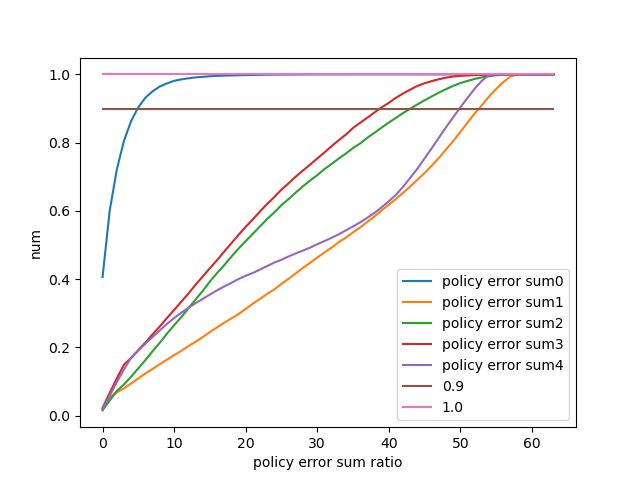 1.0
0.8
0.6
0.4
0.2
0.0
num
0 10 20 30 40 50 60
policy error sum ratio
policy error sum0
policy error sum1
policy error sum2
policy error sum3
policy error sum4
0.9
1.0